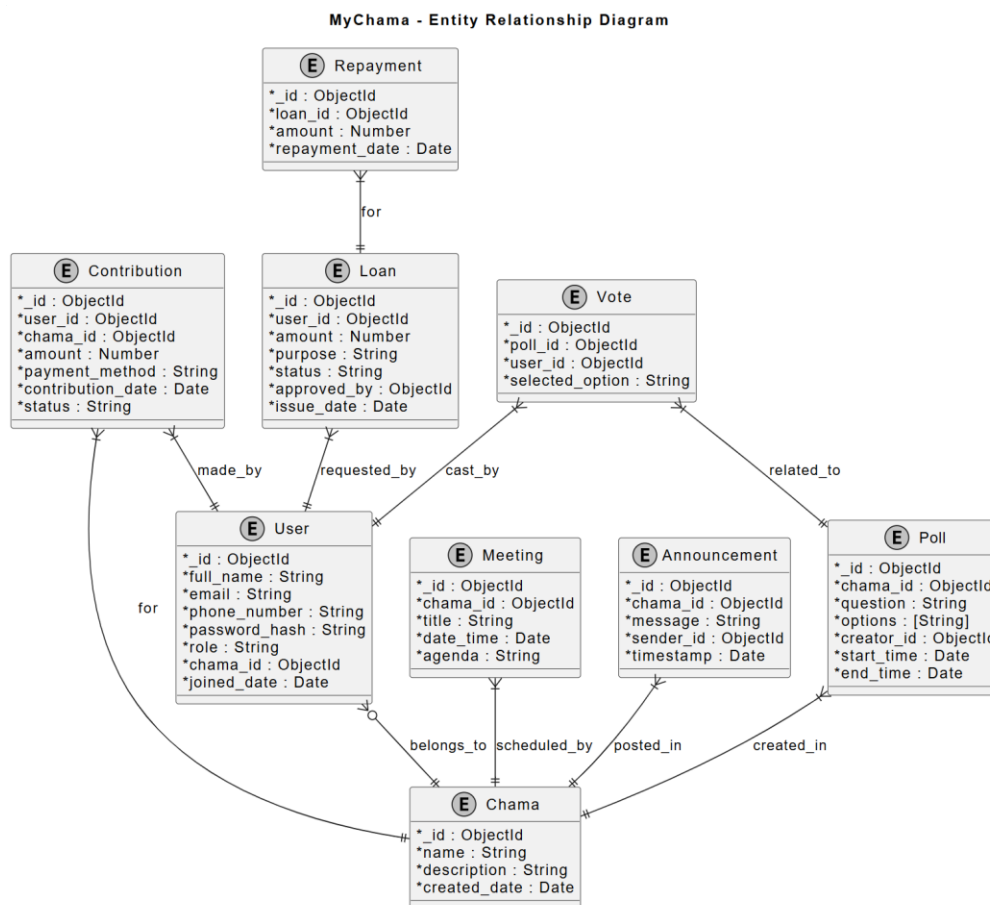 MyChama - Entity Relationship Diagram
E Repayment
*_id : ObjectId
*loan_id : ObjectId
*amount : Number
*repayment_date : Date
for
E Contribution
*_id : ObjectId
*user_id : ObjectId
*chama_id : ObjectId
*amount : Number
*payment_method : String
*contribution_date : Date
*status : String
E Loan
*_id : ObjectId
*user_id : ObjectId
*amount : Number
*purpose : String
*status : String
*approved_by : ObjectId
*issue_date : Date
E Vote
*_id : ObjectId
*poll_id : ObjectId
*user_id : ObjectId
*selected_option : String
made_by
requested_by
cast_by
related_to
for
E User
*_id : ObjectId
*full_name : String
*email : String
*phone_number : String
*password_hash : String
*role : String
*chama_id : ObjectId
*joined_date : Date
E Meeting
*_id : ObjectId
*chama_id : ObjectId
*title : String
*date_time : Date
*agenda : String
E Announcement
*_id : ObjectId
*chama_id : ObjectId
*message : String
*sender_id : ObjectId
*timestamp : Date
E Poll
*_id : ObjectId
*chama_id : ObjectId
*question : String
*options : [String]
*creator_id : ObjectId
*start_time : Date
*end_time : Date
belongs_to
scheduled_by
posted_in
created_in
E Chama
*_id : ObjectId
*name : String
*description : String
*created_date : Date